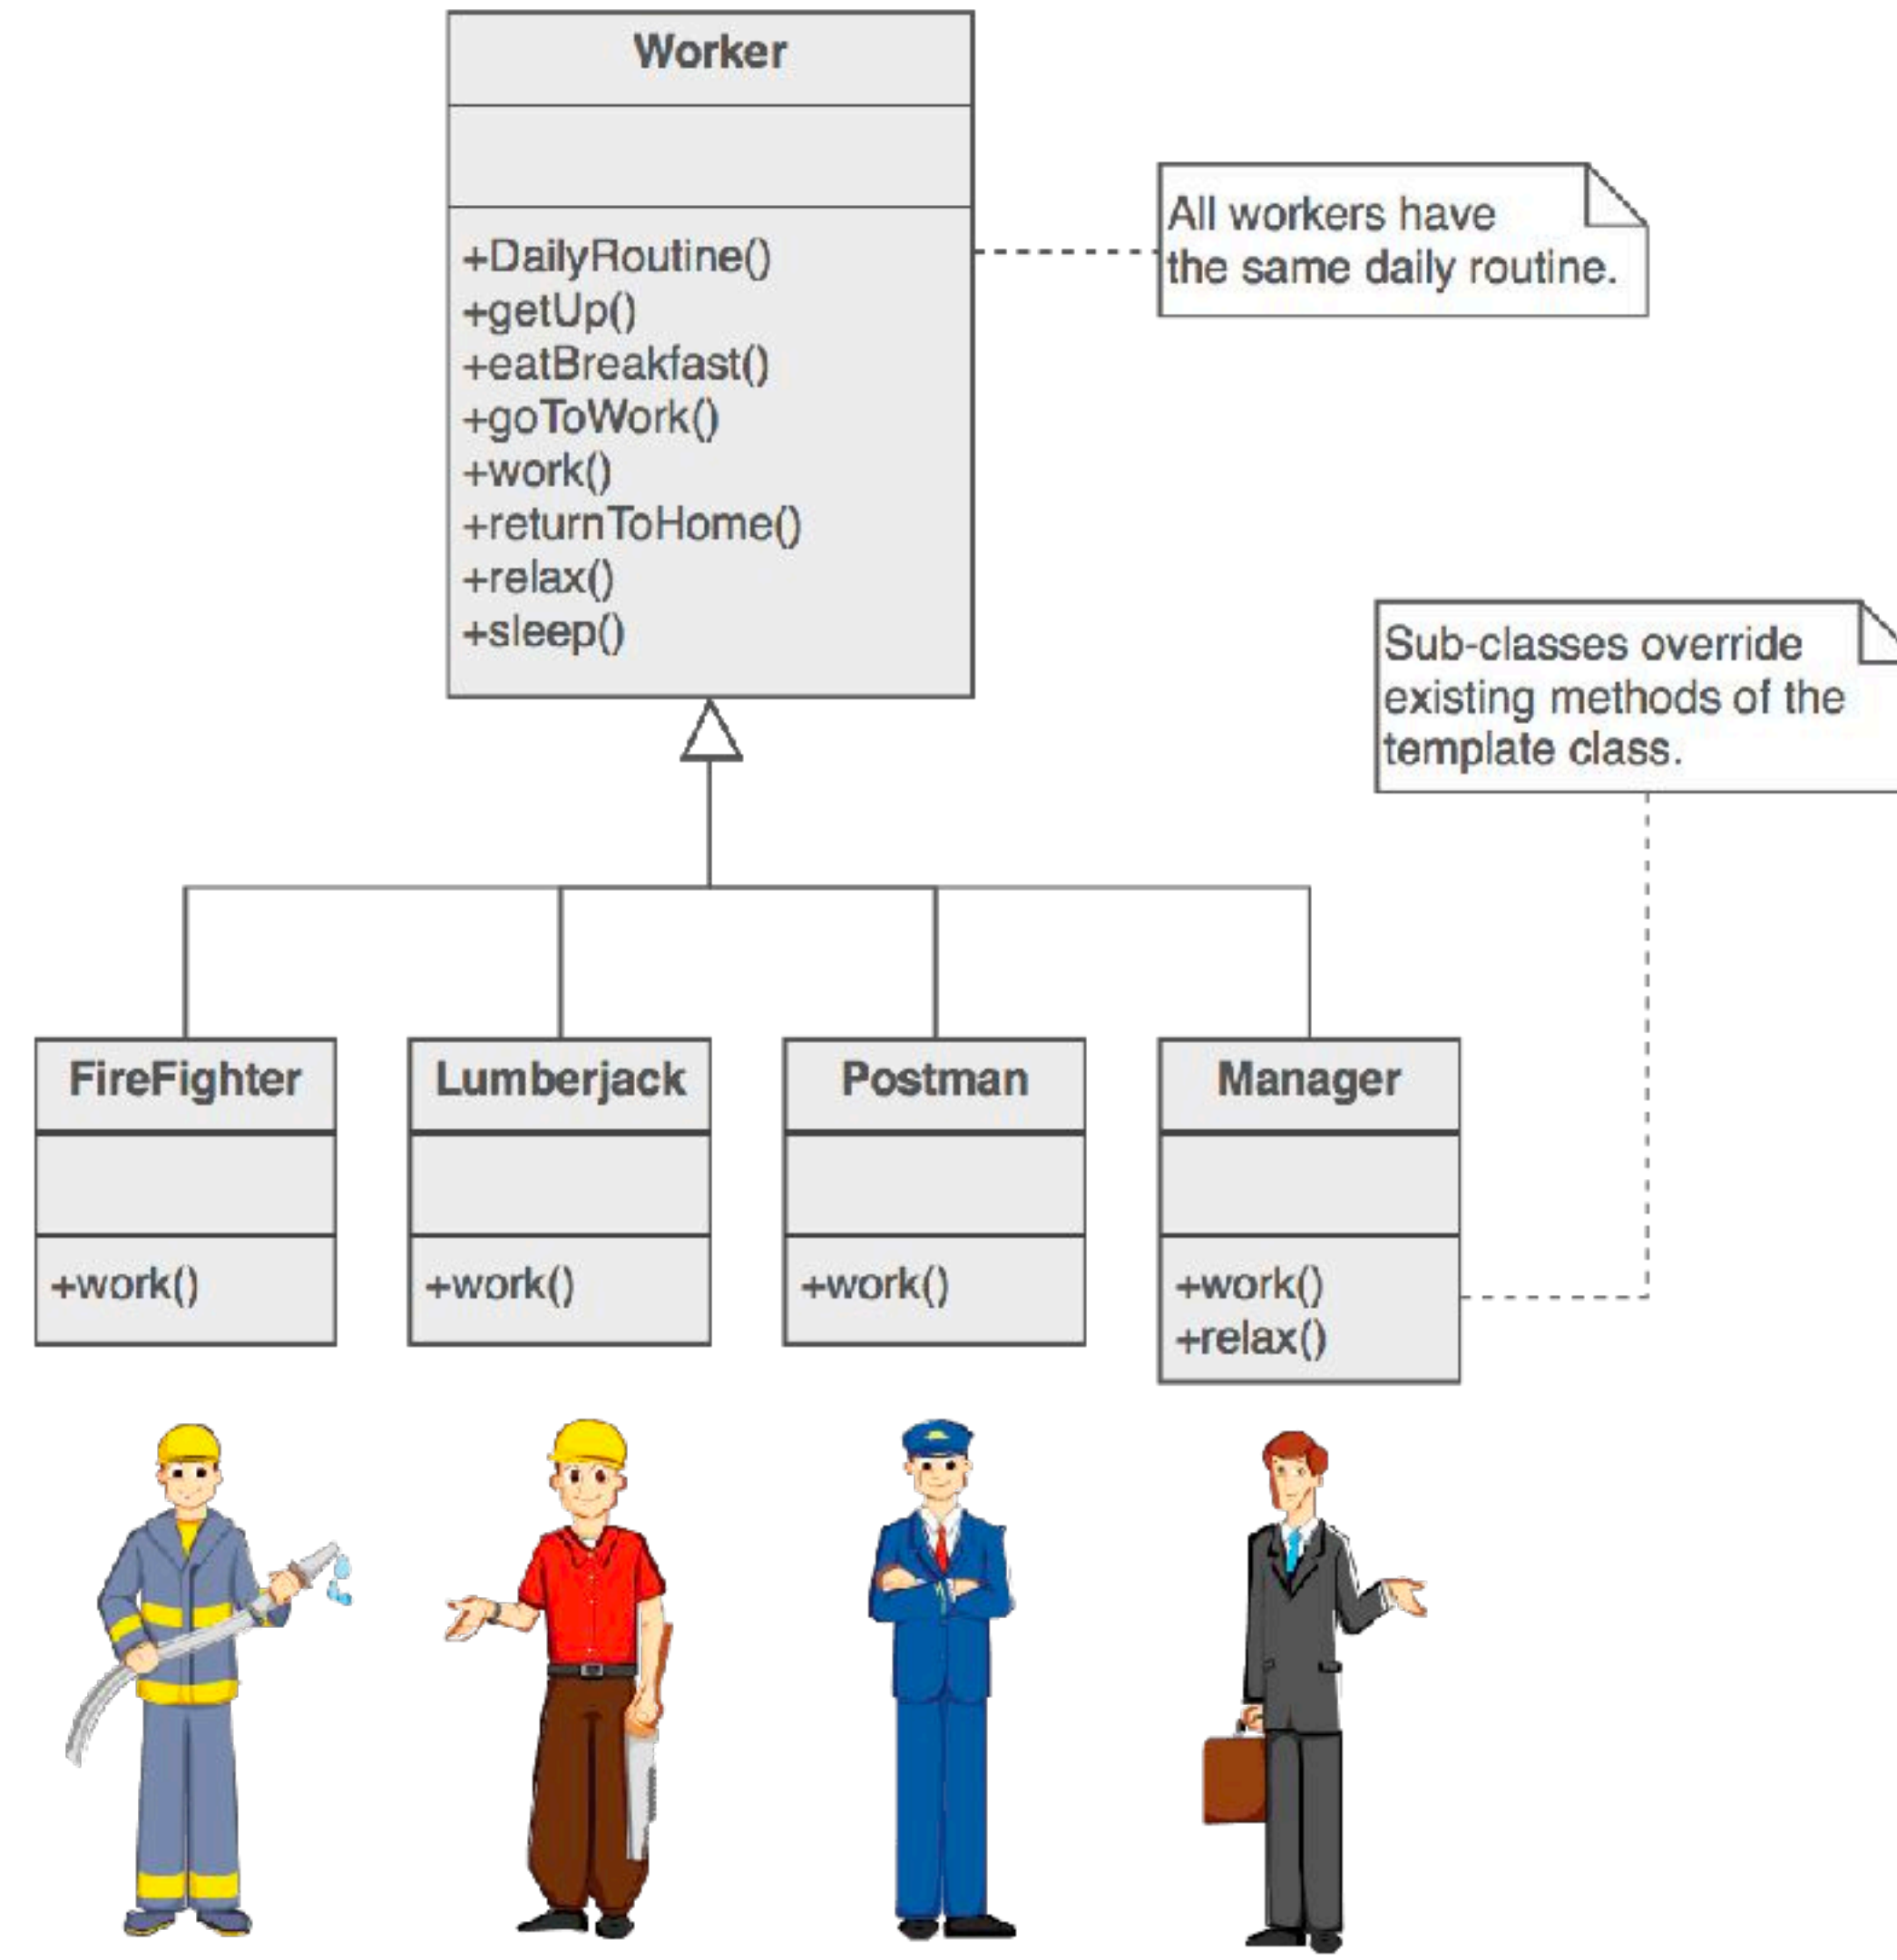 Worker
+DailyRoutine()
+getUp()
+eatBreakfast()
+goToWork()
+work()
+returnToHome()
+relax()
+sleep()
All workers have
the same daily routine.
Sub-classes override
existing methods of the
template class.
FireFighter
+work()
Lumberjack
+work()
Postman
+work()
Manager
+work()
+relax()